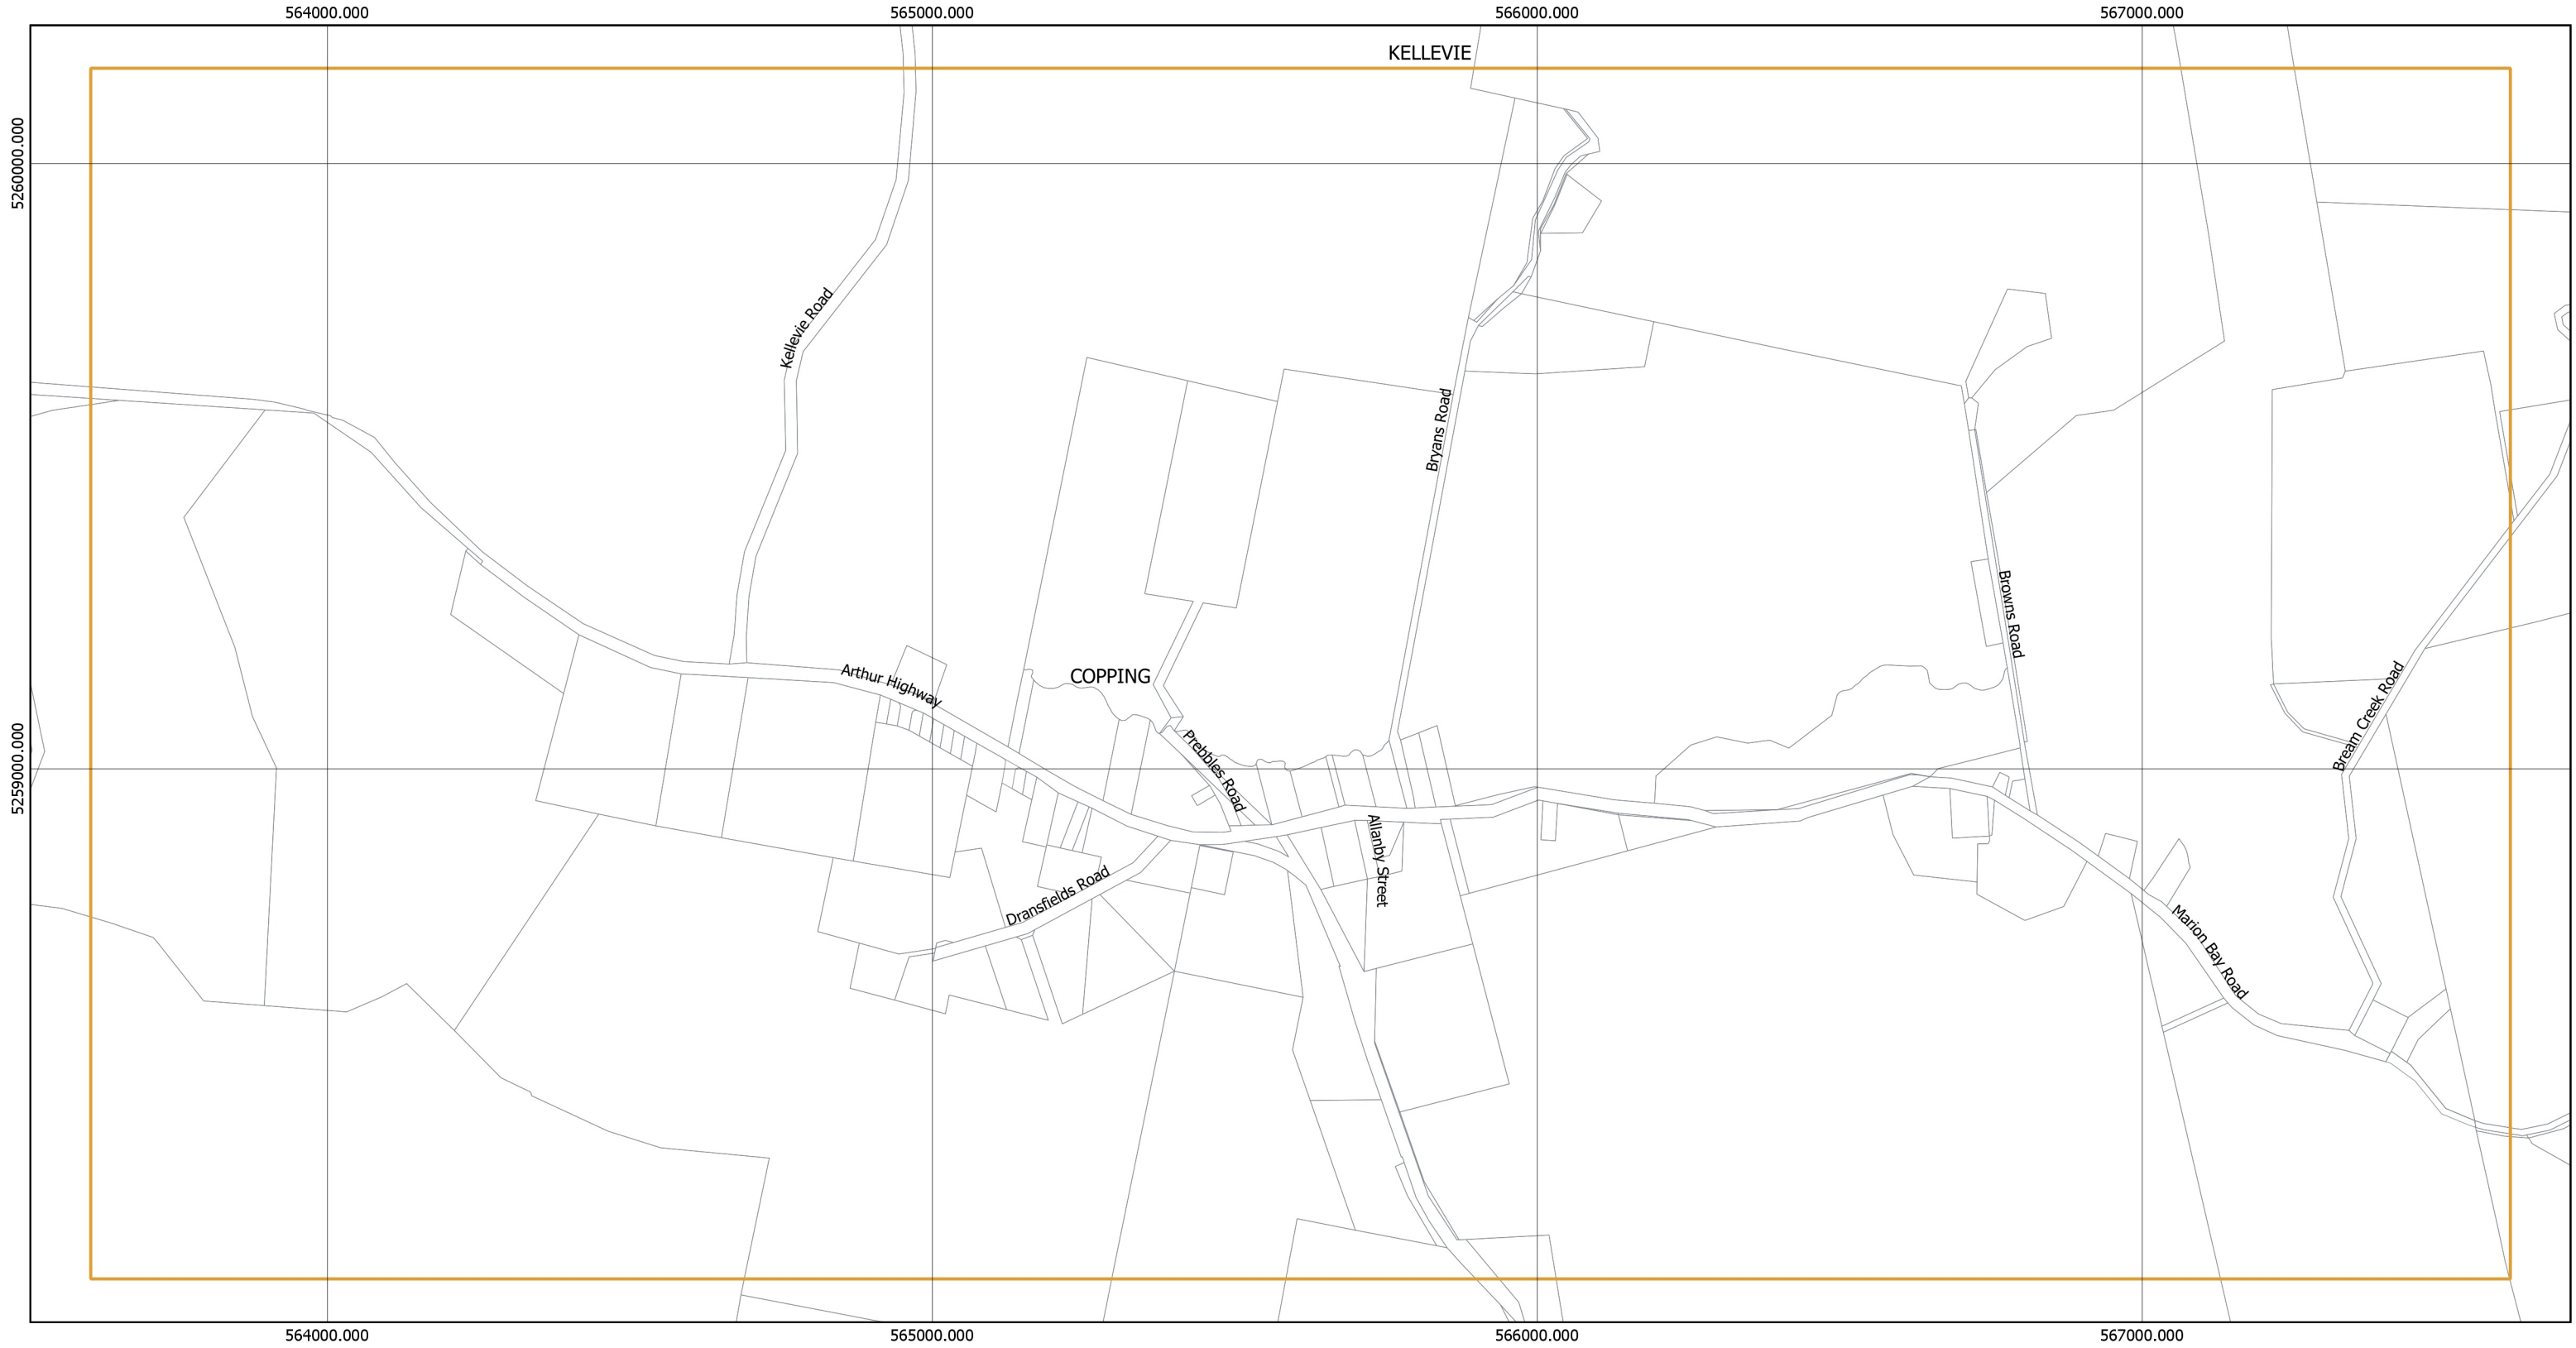 564000.000
565000.000
566000.000
567000.000
KELLEVIE
5260000.000
Kellevie Road
Bryans Road
Browns Road
Arthur Highway
COPPING
Bream Creek Road
5259000.000
Prebbles Road
Allanby Street
Dransfields Road
Marion Bay Road
564000.000
565000.000
566000.000
567000.000